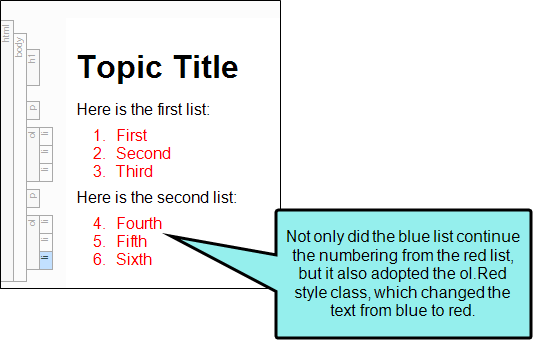 html
body
h1
Topic Title
p
Here is the first list:
ol
li
1. First
li
2. Second
li
3. Third
p
Here is the second list:
ol
li
4. Fourth
li
5. Fifth
li
6. Sixth
Not only did the blue list continue
the numbering from the red list,
but it also adopted the ol.Red
style class, which changed the
text from blue to red.